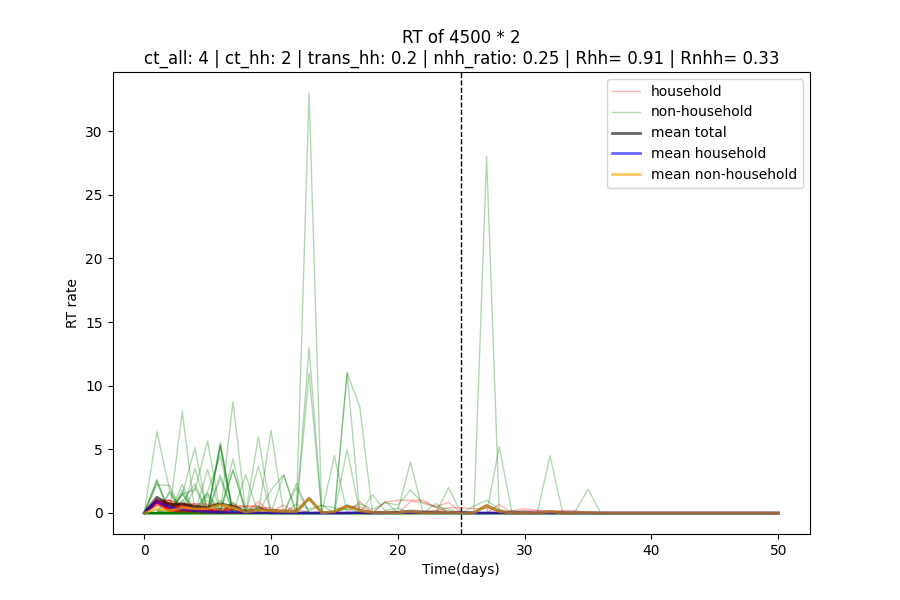 RT of 4500 * 2
ct_all: 4 | ct_hh: 2 | trans_hh: 0.2 | nhh_ratio: 0.25 | Rhh= 0.91 | Rnhh= 0.33
household
non-household
mean total
mean household
mean non-household
RT rate
30
25
20
15
10
5
0
0 10 20 30 40 50
Time(days)